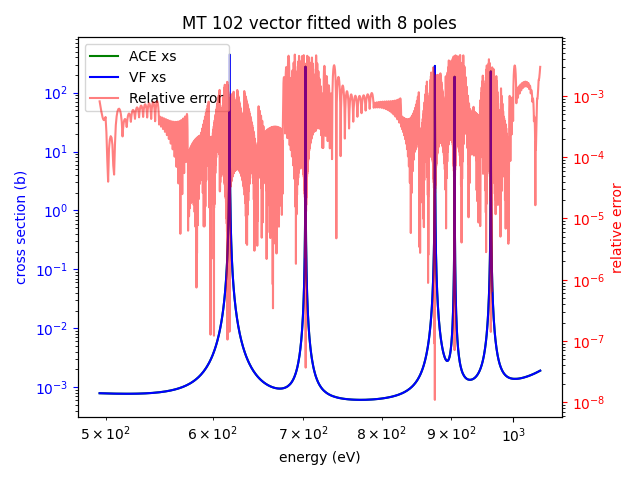 MT 102 vector fitted with 8 poles
ACE xs
VF xs
Relative error
cross section (b)
10²
10¹
10⁰
10⁻¹
10⁻²
10⁻³
10⁻³
10⁻⁴
10⁻⁵
10⁻⁶
10⁻⁷
10⁻⁸
relative error
5 × 10² 6 × 10² 7 × 10² 8 × 10² 9 × 10² 10³
energy (eV)